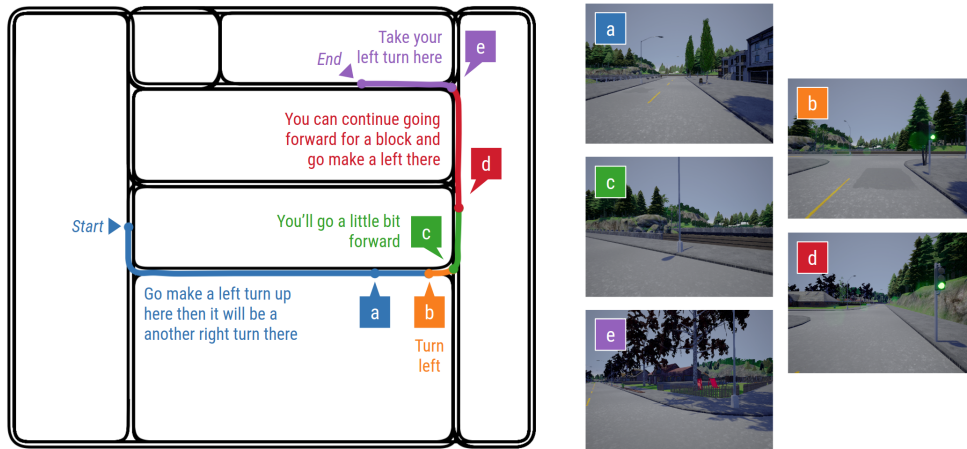 Take your
left turn here
e
End
You can continue going
forward for a block and
go make a left there
d
Start
You'll go a little bit
forward
c
Go make a left turn up
here then it will be a
another right turn there
a
b
Turn
left
a
b
c
d
e